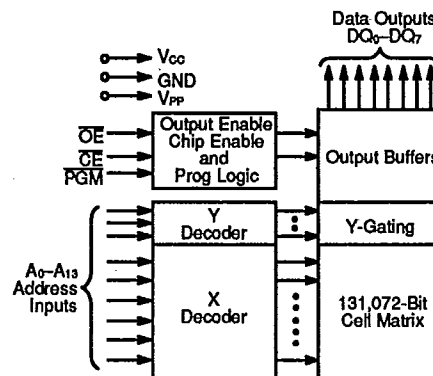 Data Outputs
DQ₀–DQ₇
VCC
GND
VPP
OE
CE
PGM
Output Enable
Chip Enable
and
Prog Logic
Output Buffers
Y
Decoder
Y-Gating
A₀–A₁₃
Address
Inputs
X
Decoder
131,072-Bit
Cell Matrix